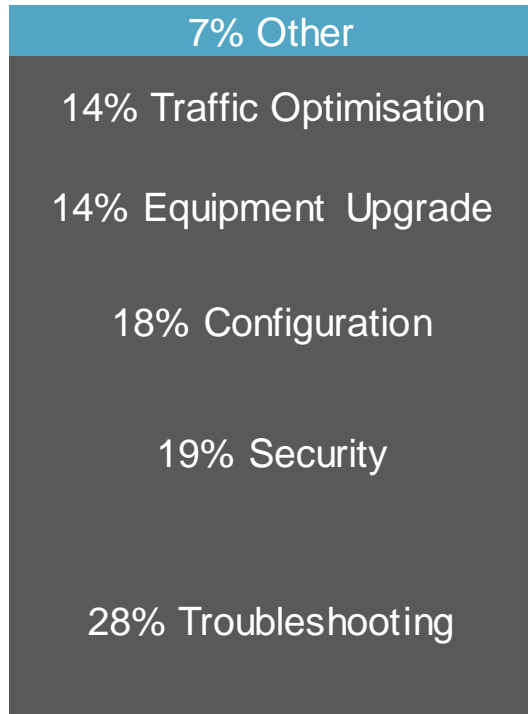 7% Other
14% Traffic Optimisation
14% Equipment Upgrade
18% Configuration
19% Security
28% Troubleshooting